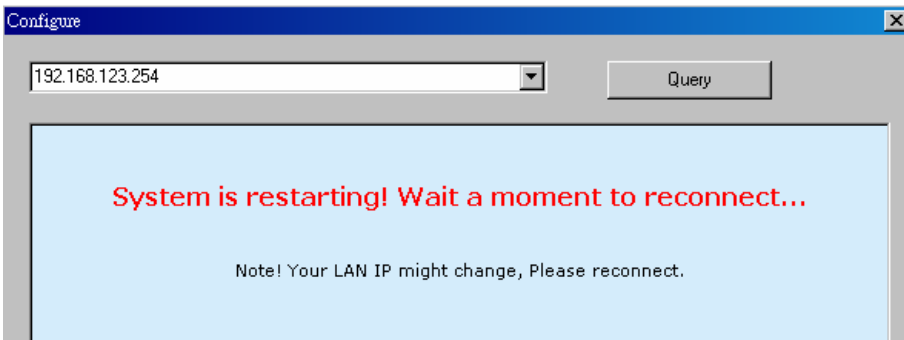 Configure
192.168.123.254
Query
System is restarting! Wait a moment to reconnect...
Note! Your LAN IP might change, Please reconnect.